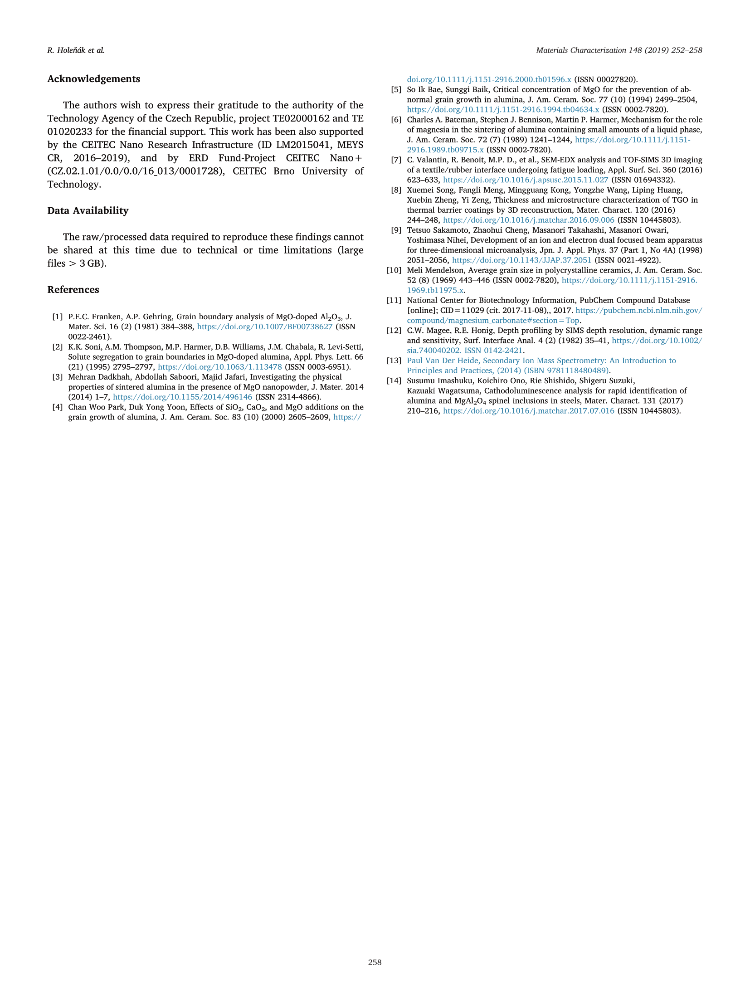 R. Holeňák et al.
Materials Characterization 148 (2019) 252–258
Acknowledgements
The authors wish to express their gratitude to the authority of the
Technology Agency of the Czech Republic, project TE02000162 and TE
01020233 for the financial support. This work has been also supported
by the CEITEC Nano Research Infrastructure (ID LM2015041, MEYS
CR, 2016–2019), and by ERD Fund-Project CEITEC Nano+
(CZ.02.1.01/0.0/0.0/16_013/0001728), CEITEC Brno University of
Technology.
Data Availability
The raw/processed data required to reproduce these findings cannot
be shared at this time due to technical or time limitations (large
files > 3 GB).
References
[1] P.E.C. Franken, A.P. Gehring, Grain boundary analysis of MgO-doped Al₂O₃, J.
Mater. Sci. 16 (2) (1981) 384–388, https://doi.org/10.1007/BF00738627 (ISSN
0022-2461).
[2] K.K. Soni, A.M. Thompson, M.P. Harmer, D.B. Williams, J.M. Chabala, R. Levi-Setti,
Solute segregation to grain boundaries in MgO-doped alumina, Appl. Phys. Lett. 66
(21) (1995) 2795–2797, https://doi.org/10.1063/1.113478 (ISSN 0003-6951).
[3] Mehran Dadkhah, Abdollah Saboori, Majid Jafari, Investigating the physical
properties of sintered alumina in the presence of MgO nanopowder, J. Mater. 2014
(2014) 1–7, https://doi.org/10.1155/2014/496146 (ISSN 2314-4866).
[4] Chan Woo Park, Duk Yong Yoon, Effects of SiO₂, CaO₂, and MgO additions on the
grain growth of alumina, J. Am. Ceram. Soc. 83 (10) (2000) 2605–2609, https://
doi.org/10.1111/j.1151-2916.2000.tb01596.x (ISSN 00027820).
[5] So Ik Bae, Sunggi Baik, Critical concentration of MgO for the prevention of ab-
normal grain growth in alumina, J. Am. Ceram. Soc. 77 (10) (1994) 2499–2504,
https://doi.org/10.1111/j.1151-2916.1994.tb04634.x (ISSN 0002-7820).
[6] Charles A. Bateman, Stephen J. Bennison, Martin P. Harmer, Mechanism for the role
of magnesia in the sintering of alumina containing small amounts of a liquid phase,
J. Am. Ceram. Soc. 72 (7) (1989) 1241–1244, https://doi.org/10.1111/j.1151-
2916.1989.tb09715.x (ISSN 0002-7820).
[7] C. Valantin, R. Benoit, M.P. D., et al., SEM-EDX analysis and TOF-SIMS 3D imaging
of a textile/rubber interface undergoing fatigue loading, Appl. Surf. Sci. 360 (2016)
623–633, https://doi.org/10.1016/j.apsusc.2015.11.027 (ISSN 01694332).
[8] Xuemei Song, Fangli Meng, Mingguang Kong, Yongzhe Wang, Liping Huang,
Xuebin Zheng, Yi Zeng, Thickness and microstructure characterization of TGO in
thermal barrier coatings by 3D reconstruction, Mater. Charact. 120 (2016)
244–248, https://doi.org/10.1016/j.matchar.2016.09.006 (ISSN 10445803).
[9] Tetsuo Sakamoto, Zhaohui Cheng, Masanori Takahashi, Masanori Owari,
Yoshimasa Nihei, Development of an ion and electron dual focused beam apparatus
for three-dimensional microanalysis, Jpn. J. Appl. Phys. 37 (Part 1, No 4A) (1998)
2051–2056, https://doi.org/10.1143/JJAP.37.2051 (ISSN 0021-4922).
[10] Meli Mendelson, Average grain size in polycrystalline ceramics, J. Am. Ceram. Soc.
52 (8) (1969) 443–446 (ISSN 0002-7820), https://doi.org/10.1111/j.1151-2916.
1969.tb11975.x.
[11] National Center for Biotechnology Information, PubChem Compound Database
[online]; CID=11029 (cit. 2017-11-08),, 2017. https://pubchem.ncbi.nlm.nih.gov/
compound/magnesium_carbonate#section=Top.
[12] C.W. Magee, R.E. Honig, Depth profiling by SIMS depth resolution, dynamic range
and sensitivity, Surf. Interface Anal. 4 (2) (1982) 35–41, https://doi.org/10.1002/
sia.740040202. ISSN 0142-2421.
[13] Paul Van Der Heide, Secondary Ion Mass Spectrometry: An Introduction to
Principles and Practices, (2014) (ISBN 9781118480489).
[14] Susumu Imashuku, Koichiro Ono, Rie Shishido, Shigeru Suzuki,
Kazuaki Wagatsuma, Cathodoluminescence analysis for rapid identification of
alumina and MgAl₂O₄ spinel inclusions in steels, Mater. Charact. 131 (2017)
210–216, https://doi.org/10.1016/j.matchar.2017.07.016 (ISSN 10445803).
258